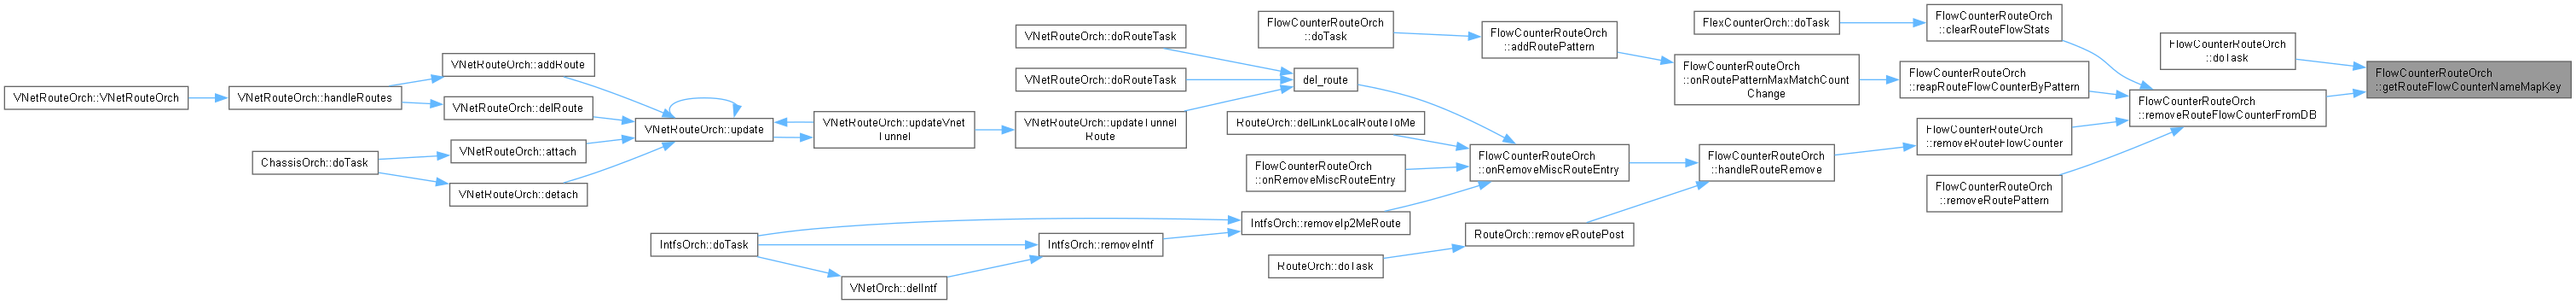 VNetRouteOrch::VNetRouteOrch
VNetRouteOrch::handleRoutes
VNetRouteOrch::addRoute
VNetRouteOrch::delRoute
VNetRouteOrch::attach
VNetRouteOrch::detach
ChassisOrch::doTask
VNetRouteOrch::update
VNetRouteOrch::updateVnet
Tunnel
VNetRouteOrch::updateTunnel
Route
VNetRouteOrch::doRouteTask
VNetRouteOrch::doRouteTask
del_route
FlowCounterRouteOrch
::doTask
FlowCounterRouteOrch
::addRoutePattern
FlowCounterRouteOrch
::onRoutePatternMaxMatchCount
Change
FlexCounterOrch::doTask
FlowCounterRouteOrch
::clearRouteFlowStats
FlowCounterRouteOrch
::reapRouteFlowCounterByPattern
FlowCounterRouteOrch
::doTask
FlowCounterRouteOrch
::getRouteFlowCounterNameMapKey
FlowCounterRouteOrch
::removeRouteFlowCounterFromDB
FlowCounterRouteOrch
::removeRouteFlowCounter
FlowCounterRouteOrch
::removeRoutePattern
FlowCounterRouteOrch
::handleRouteRemove
FlowCounterRouteOrch
::onRemoveMiscRouteEntry
RouteOrch::delLinkLocalRouteToMe
FlowCounterRouteOrch
::onRemoveMiscRouteEntry
IntfsOrch::removeIp2MeRoute
RouteOrch::removeRoutePost
RouteOrch::doTask
IntfsOrch::removeIntf
IntfsOrch::doTask
VNetOrch::delIntf